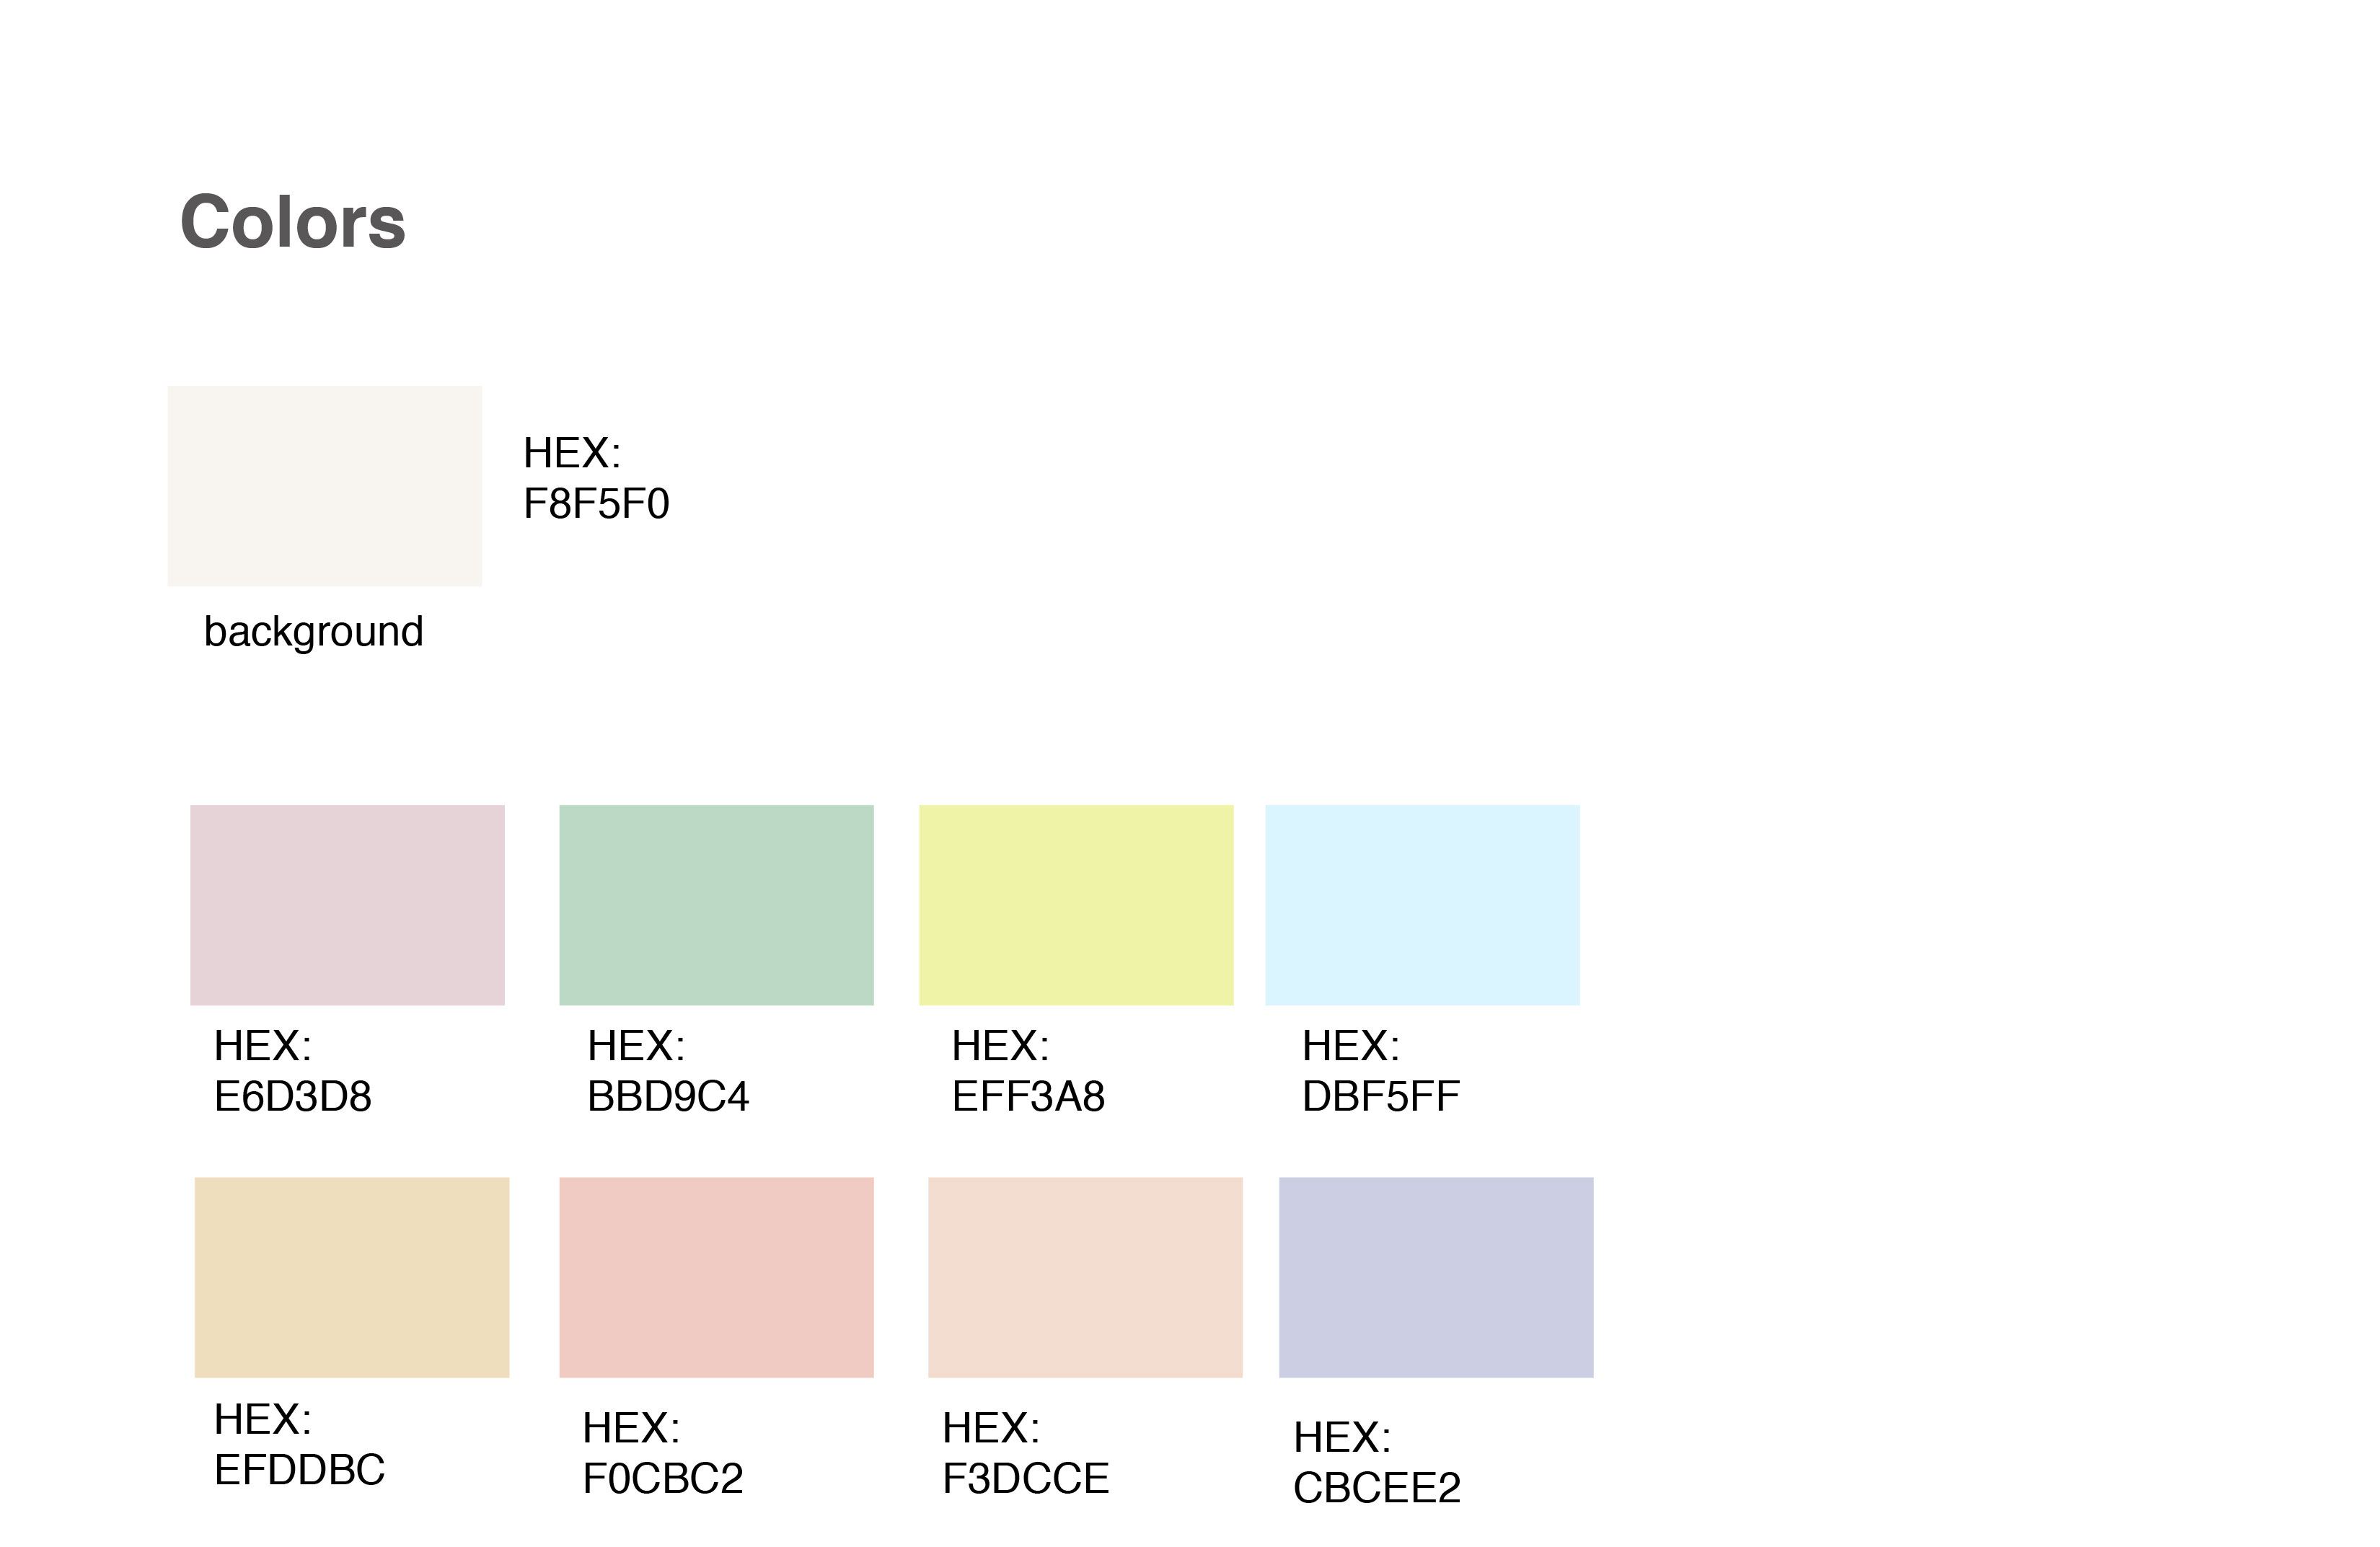 Colors
HEX:
F8F5F0
background
HEX:
E6D3D8
HEX:
BBD9C4
HEX:
EFF3A8
HEX:
DBF5FF
HEX:
EFDDBC
HEX:
F0CBC2
HEX:
F3DCCE
HEX:
CBCEE2